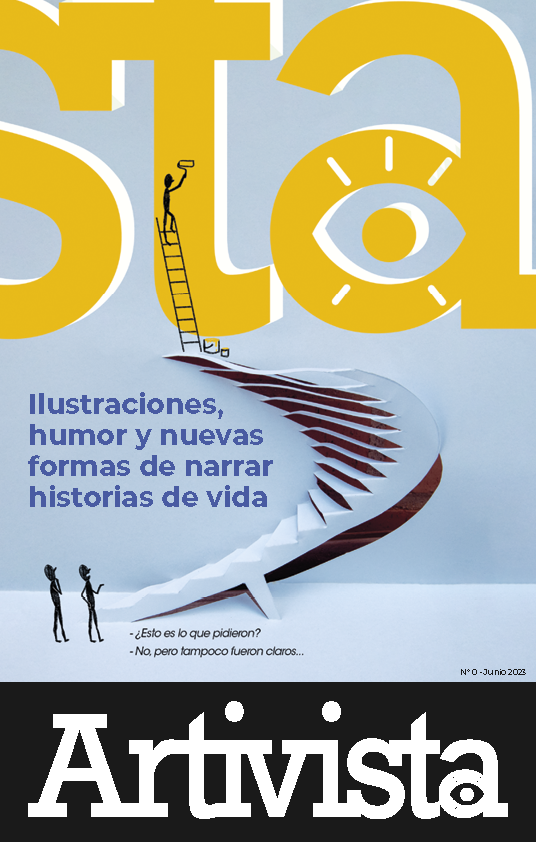 sta
Ilustraciones,
humor y nuevas
formas de narrar
historias de vida
- ¿Esto es lo que pidieron?
- No, pero tampoco fueron claros...
Nº 0 - Junio 2023
Artivista